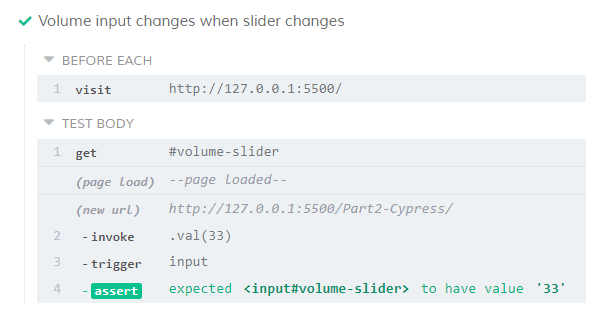 Volume input changes when slider changes
BEFORE EACH
1 visit http://127.0.0.1:5500/
TEST BODY
1 get #volume-slider
(page load) --page loaded--
(new url) http://127.0.0.1:5500/Part2-Cypress/
2 -invoke .val(33)
3 -trigger input
4 -assert expected <input#volume-slider> to have value '33'